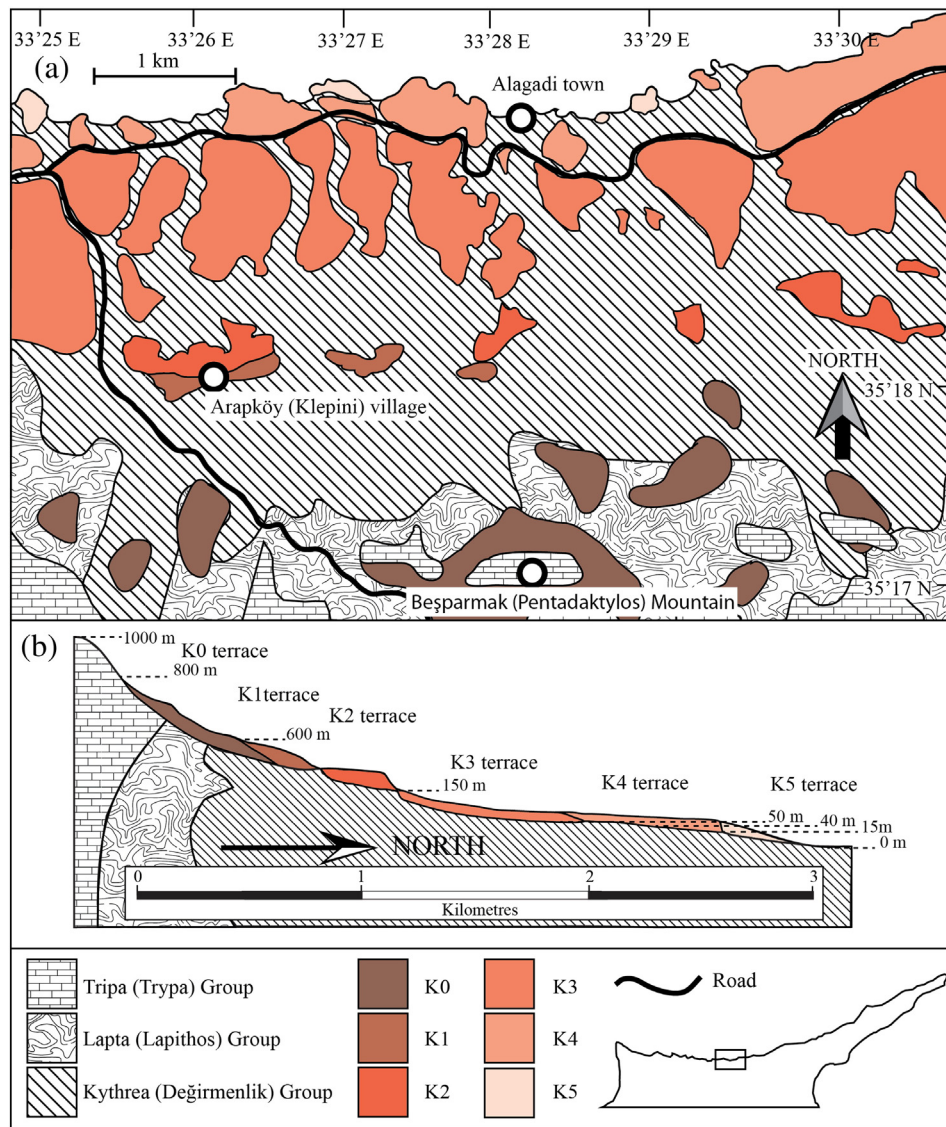 33'25 E 33'26 E 33'27 E 33'28 E 33'29 E 33'30 E
(a)
1 km
Alagadi town
NORTH
35'18 N
Arapköy (Klepini) village
35'17 N
Beşparmak (Pentadaktylos) Mountain
(b)
1000 m
K0 terrace
800 m
K1terrace
K2 terrace
600 m
K3 terrace
150 m
K4 terrace
K5 terrace
50 m
40 m
15m
0 m
NORTH
0 1 2 3
Kilometres
Tripa (Trypa) Group
Lapta (Lapithos) Group
Kythrea (Değirmenlik) Group
K0
K1
K2
K3
K4
K5
Road